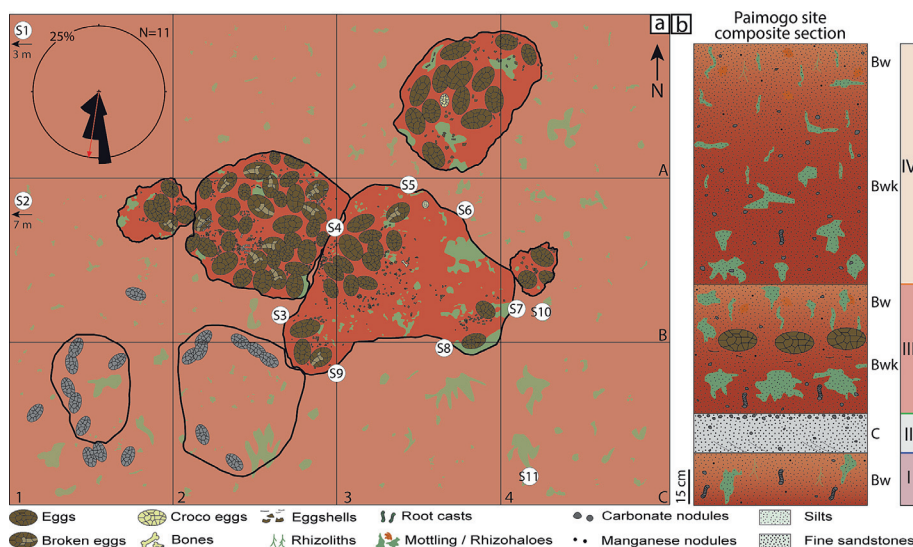 S1
3 m
25%
N=11
a
N
S2
7 m
A
S5
S6
S4
S3
S7
S10
B
S8
S9
S11
1
2
3
4
C
b
Paimogo site
composite section
Bw
Bwk
IV
Bw
Bwk
III
C
II
Bw
I
15 cm
Eggs
Croco eggs
Eggshells
Root casts
Carbonate nodules
Silts
Broken eggs
Bones
Rhizoliths
Mottling / Rhizohaloes
Manganese nodules
Fine sandstones